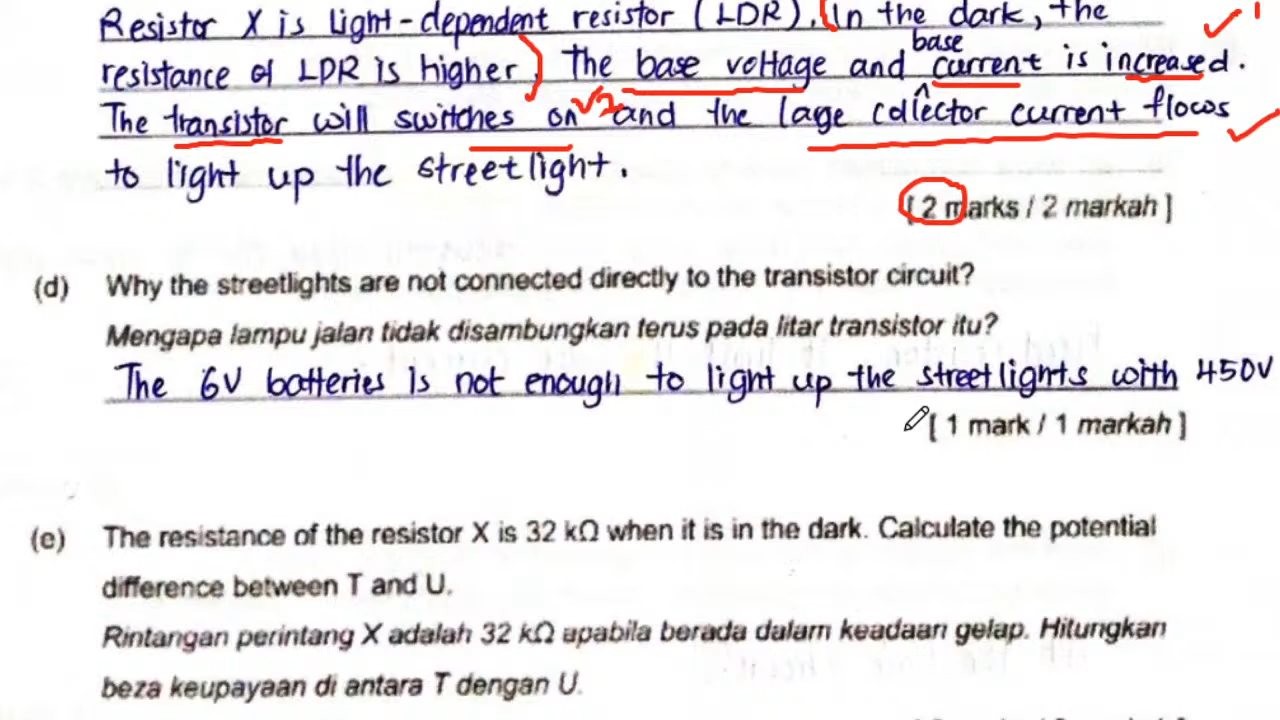 Resistor X is light-dependent resistor (LDR). In the dark, the
resistance of LDR is higher. The base voltage and base current is increased.
The transistor will switches on and the large collector current flows
to light up the streetlight.
[ 2 marks / 2 markah ]
(d) Why the streetlights are not connected directly to the transistor circuit?
Mengapa lampu jalan tidak disambungkan terus pada litar transistor itu?
The 6V batteries is not enough to light up the streetlights with 450V
[ 1 mark / 1 markah ]
(e) The resistance of the resistor X is 32 kΩ when it is in the dark. Calculate the potential
difference between T and U.
Rintangan perintang X adalah 32 kΩ apabila berada dalam keadaan gelap. Hitungkan
beza keupayaan di antara T dengan U.